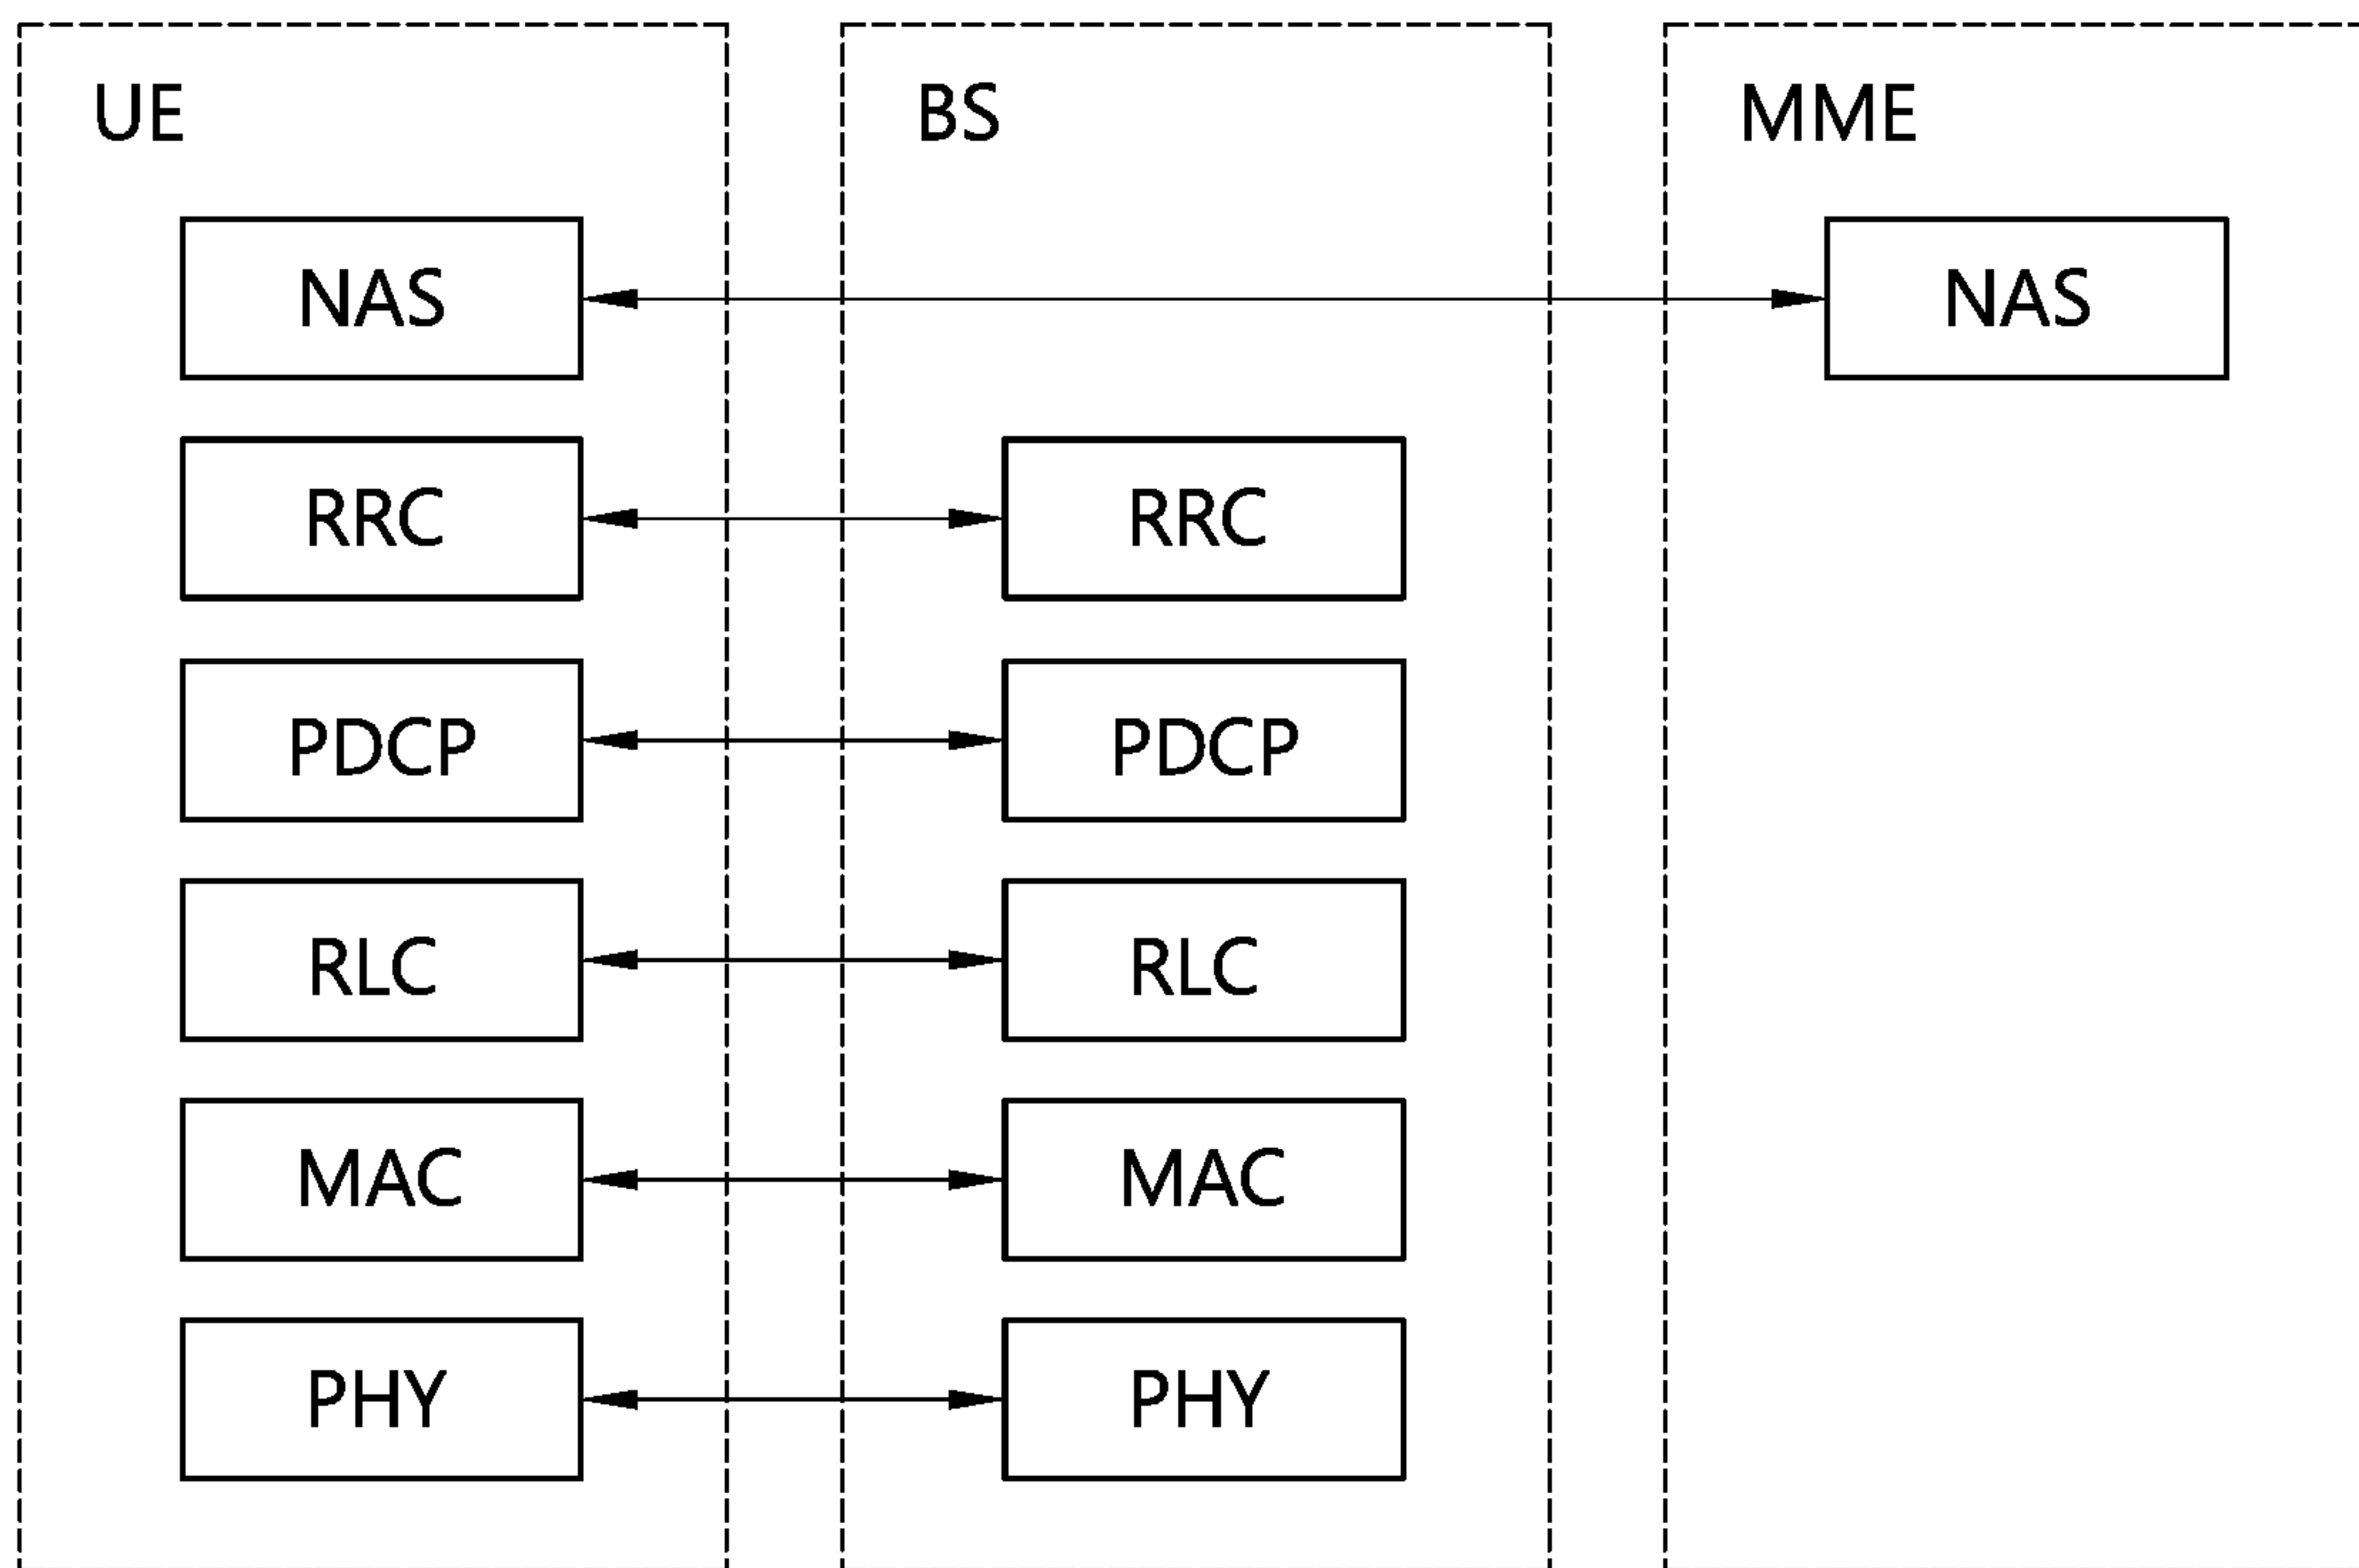 UE BS MME
NAS NAS
RRC RRC
PDCP PDCP
RLC RLC
MAC MAC
PHY PHY